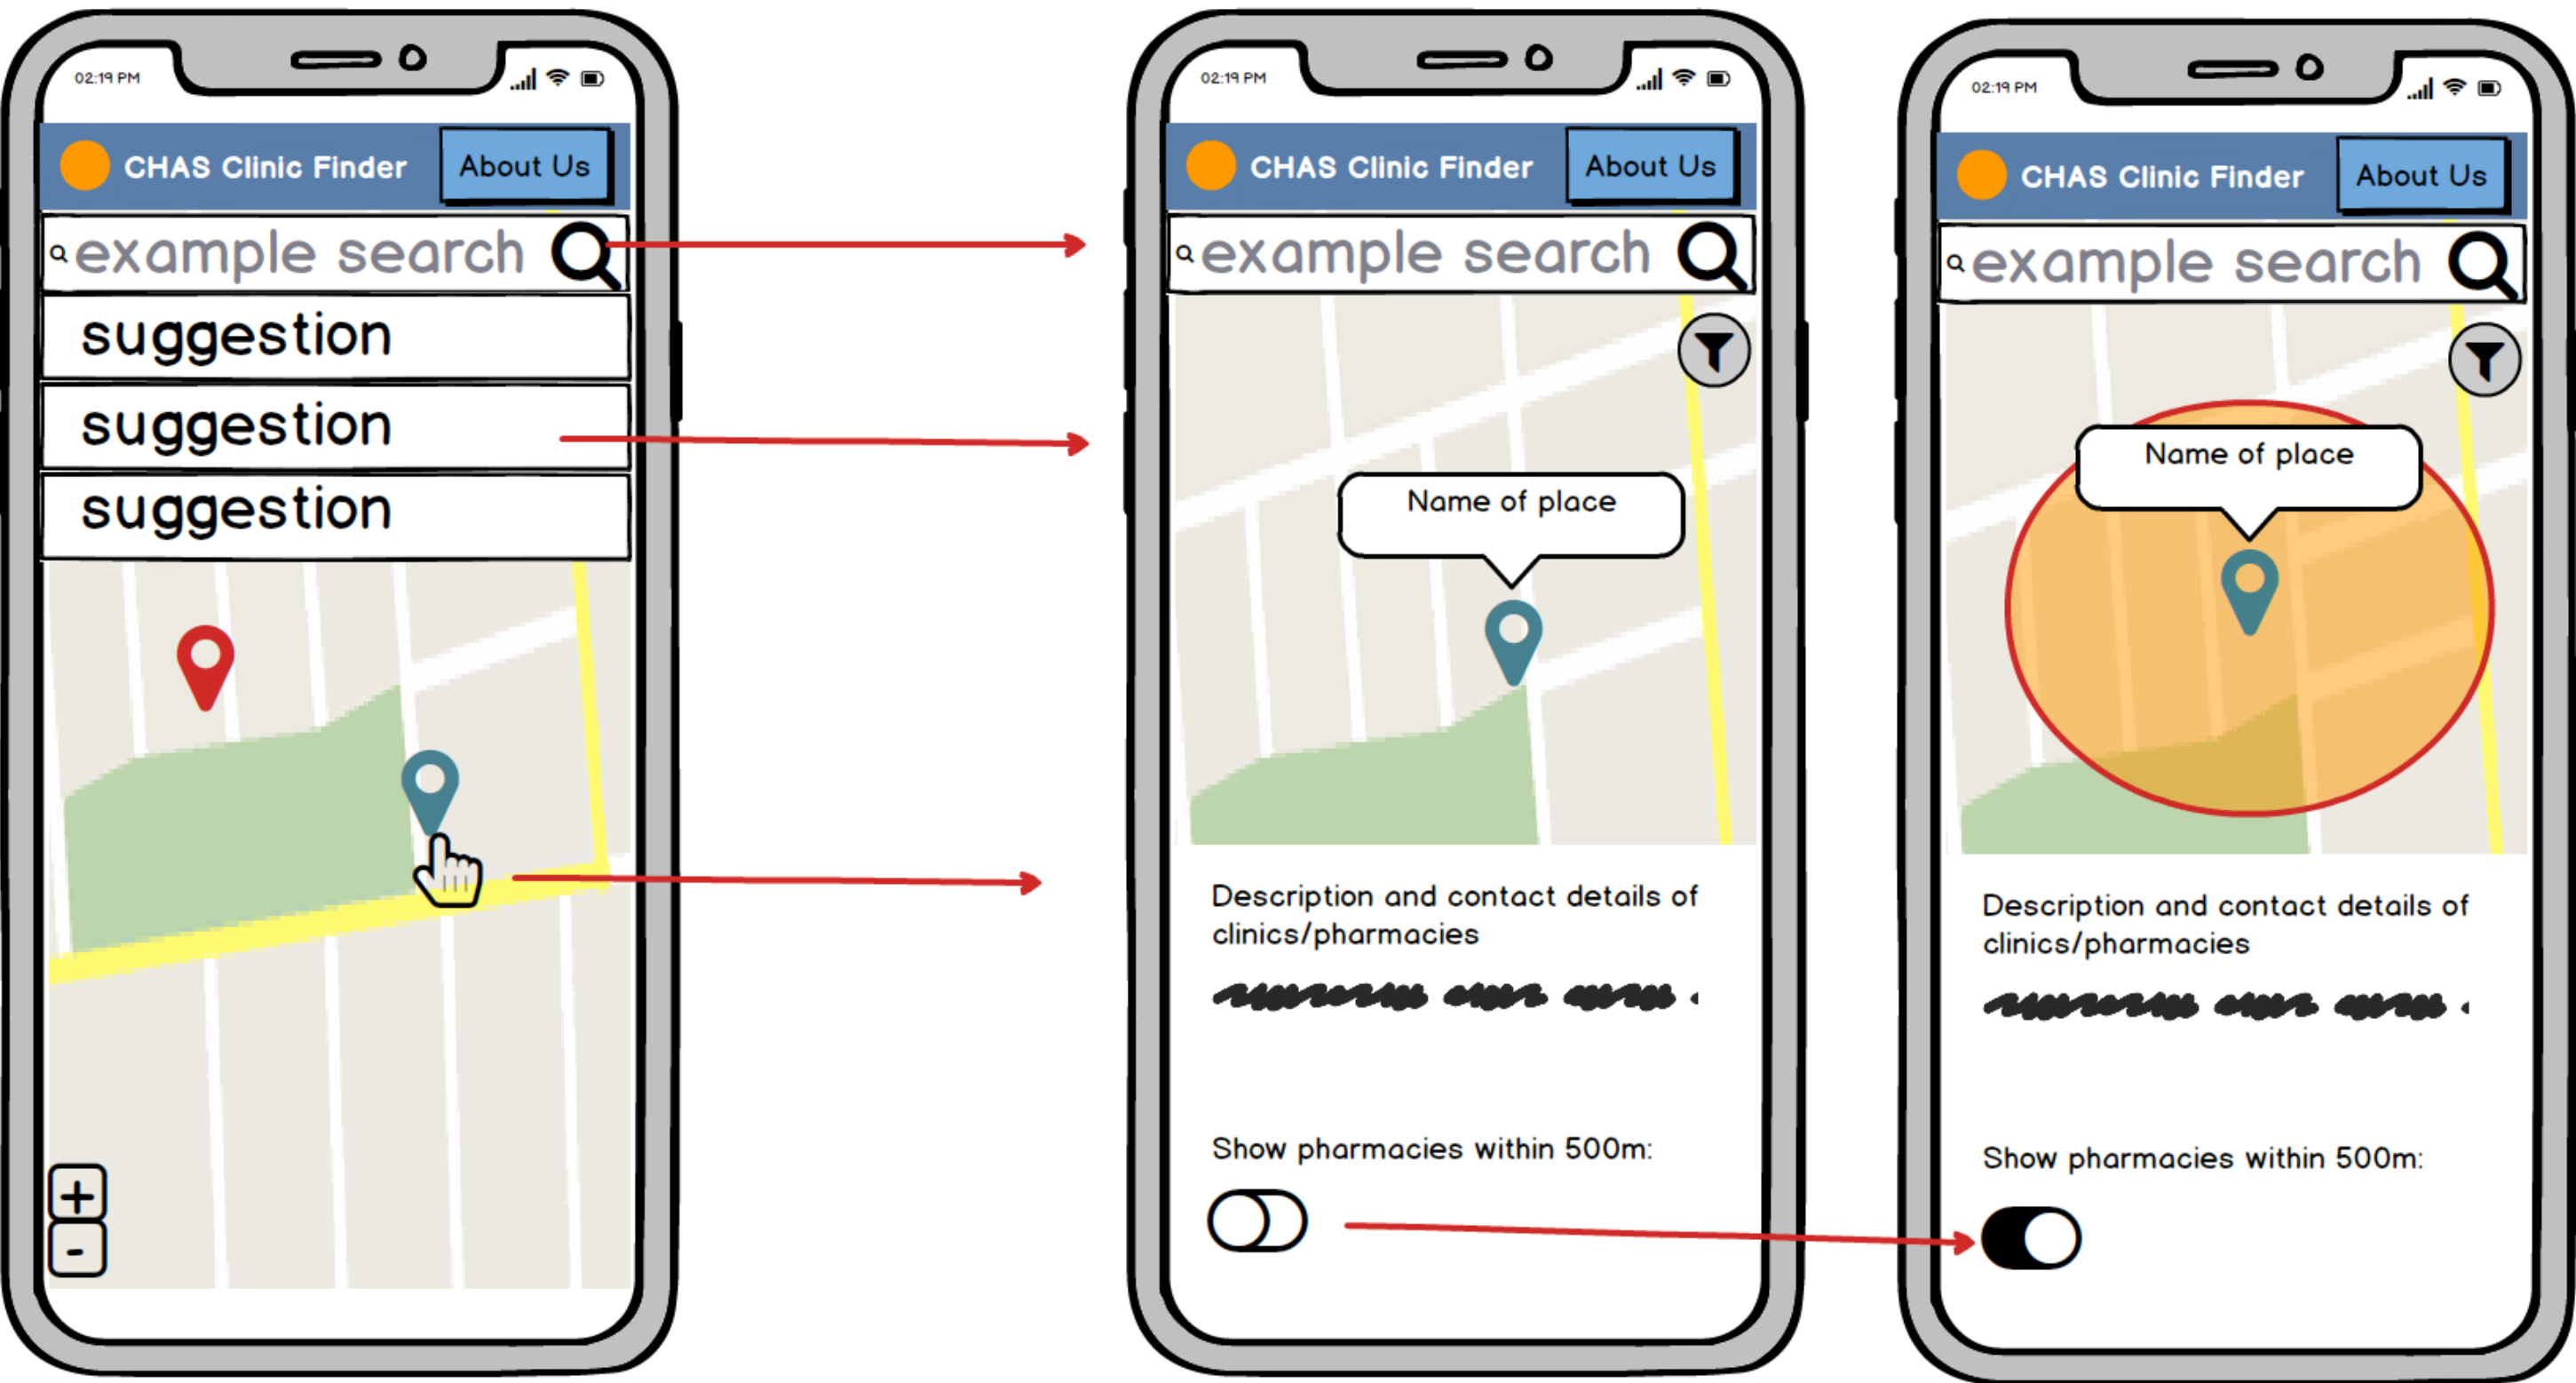 02:19 PM
CHAS Clinic Finder
About Us
example search
suggestion
suggestion
suggestion
+
-
02:19 PM
CHAS Clinic Finder
About Us
example search
Name of place
Description and contact details of
clinics/pharmacies
Show pharmacies within 500m:
02:19 PM
CHAS Clinic Finder
About Us
example search
Name of place
Description and contact details of
clinics/pharmacies
Show pharmacies within 500m: